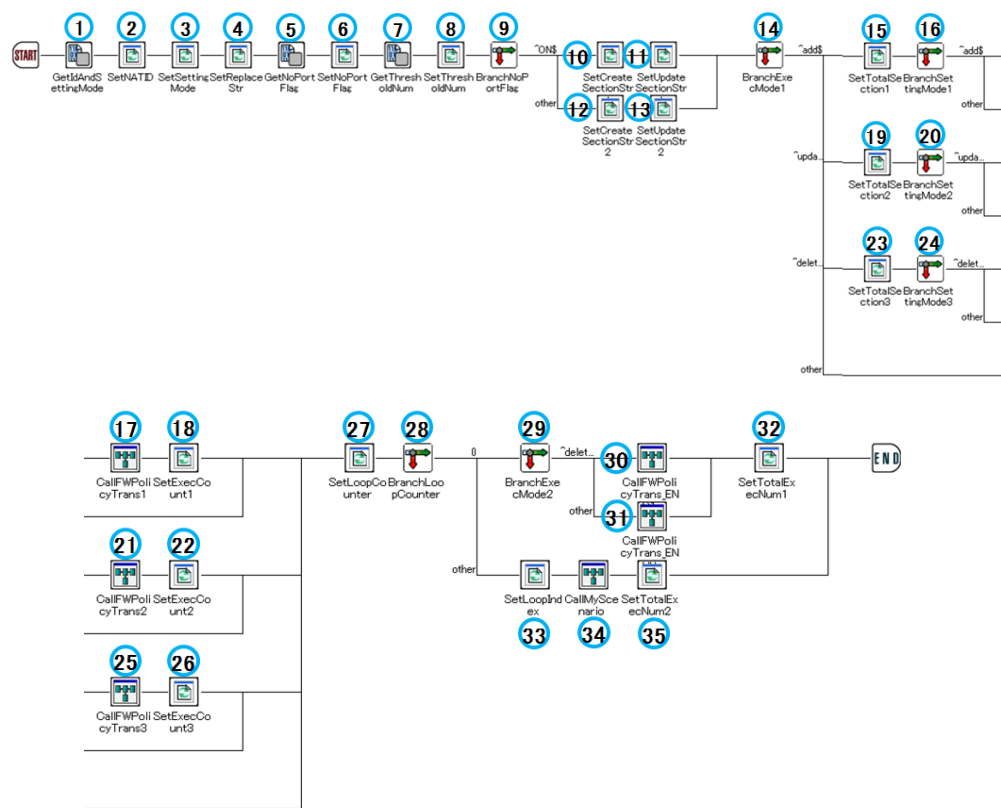 1 2 3 4 5 6 7 8 9 14 15 16
START
^ON$ 10 11 ^add$ ^add$
GetIdAndS
ettingMode
SetNATID
SetSetting
Mode
SetReplace
Str
GetNoPort
Flag
SetNoPort
Flag
GetThresh
oldNum
SetThresh
oldNum
BranchNoP
ortFlag
SetCreate
SectionStr
SetUpdate
SectionStr
BranchExe
cMode1
SetTotalSe
ction1
BranchSet
tingMode1
other 12 13 other
SetCreate
SectionStr
2
SetUpdate
SectionStr
2
19 20
^upda... ^upda...
SetTotalSe
ction2
BranchSet
tingMode2
other
23 24
^delet... ^delet...
SetTotalSe
ction3
BranchSet
tingMode3
other
other
17 18 27 28 29 32
0 ^delet... 30 END
CallFWPoli
cyTrans1
SetExecCo
unt1
SetLoopCo
unter
BranchLoo
pCounter
BranchExe
cMode2
CallFWPoli
cyTrans_EN
SetTotalEx
ecNum1
other 31
CallFWPoli
cyTrans_EN
21 22
other
CallFWPoli
cyTrans2
SetExecCo
unt2
SetLoopInd
ex
CallMySce
nario
SetTotalEx
ecNum2
33 34 35
25 26
CallFWPoli
cyTrans3
SetExecCo
unt3